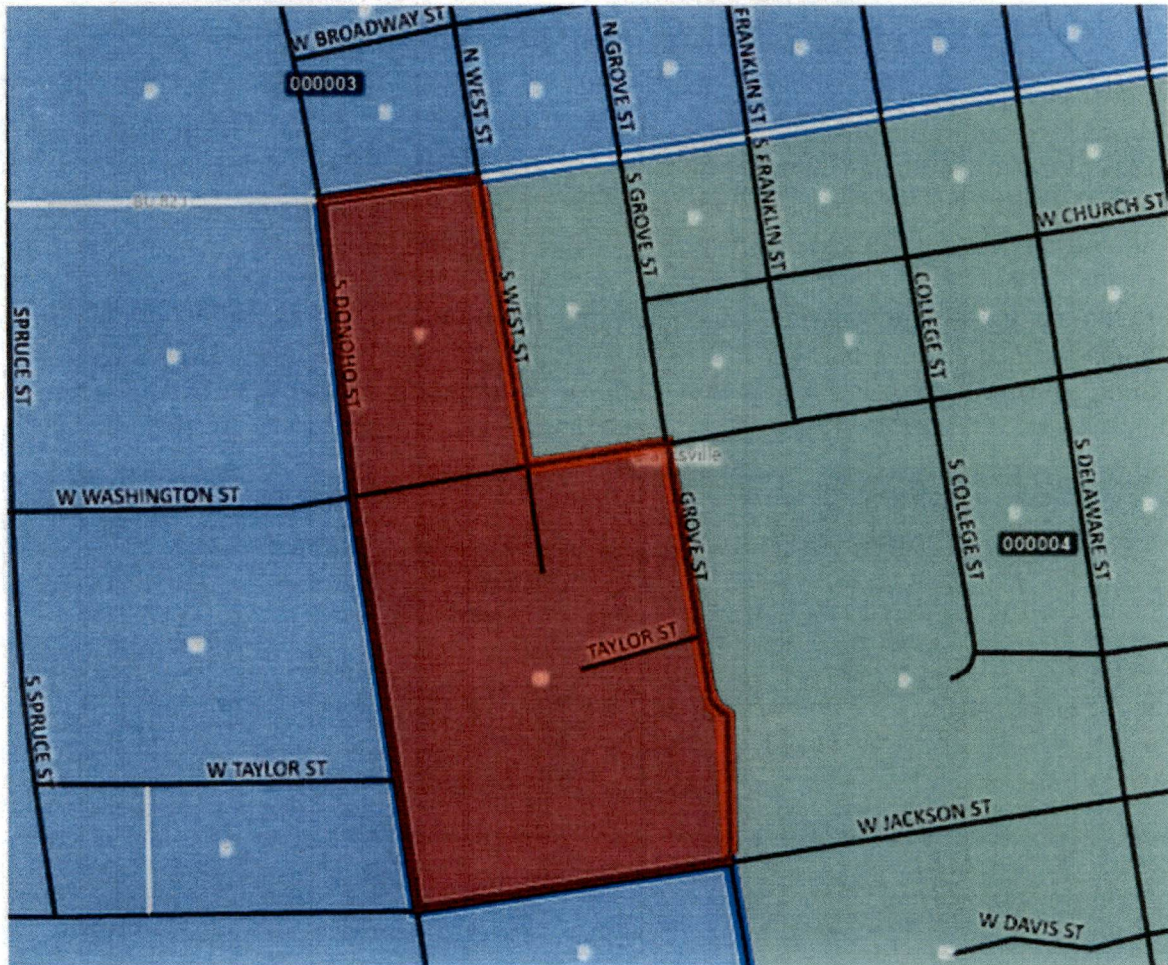 W BROADWAY ST
000003
N WEST ST
N GROVE ST
FRANKLIN ST
S FRANKLIN ST
S GROVE ST
W CHURCH ST
SPRUCE ST
S DONOHO ST
S WEST ST
COLLEGE ST
W WASHINGTON ST
GROVE ST
S COLLEGE ST
S DELAWARE ST
000004
TAYLOR ST
S SPRUCE ST
W TAYLOR ST
W JACKSON ST
W DAVIS ST